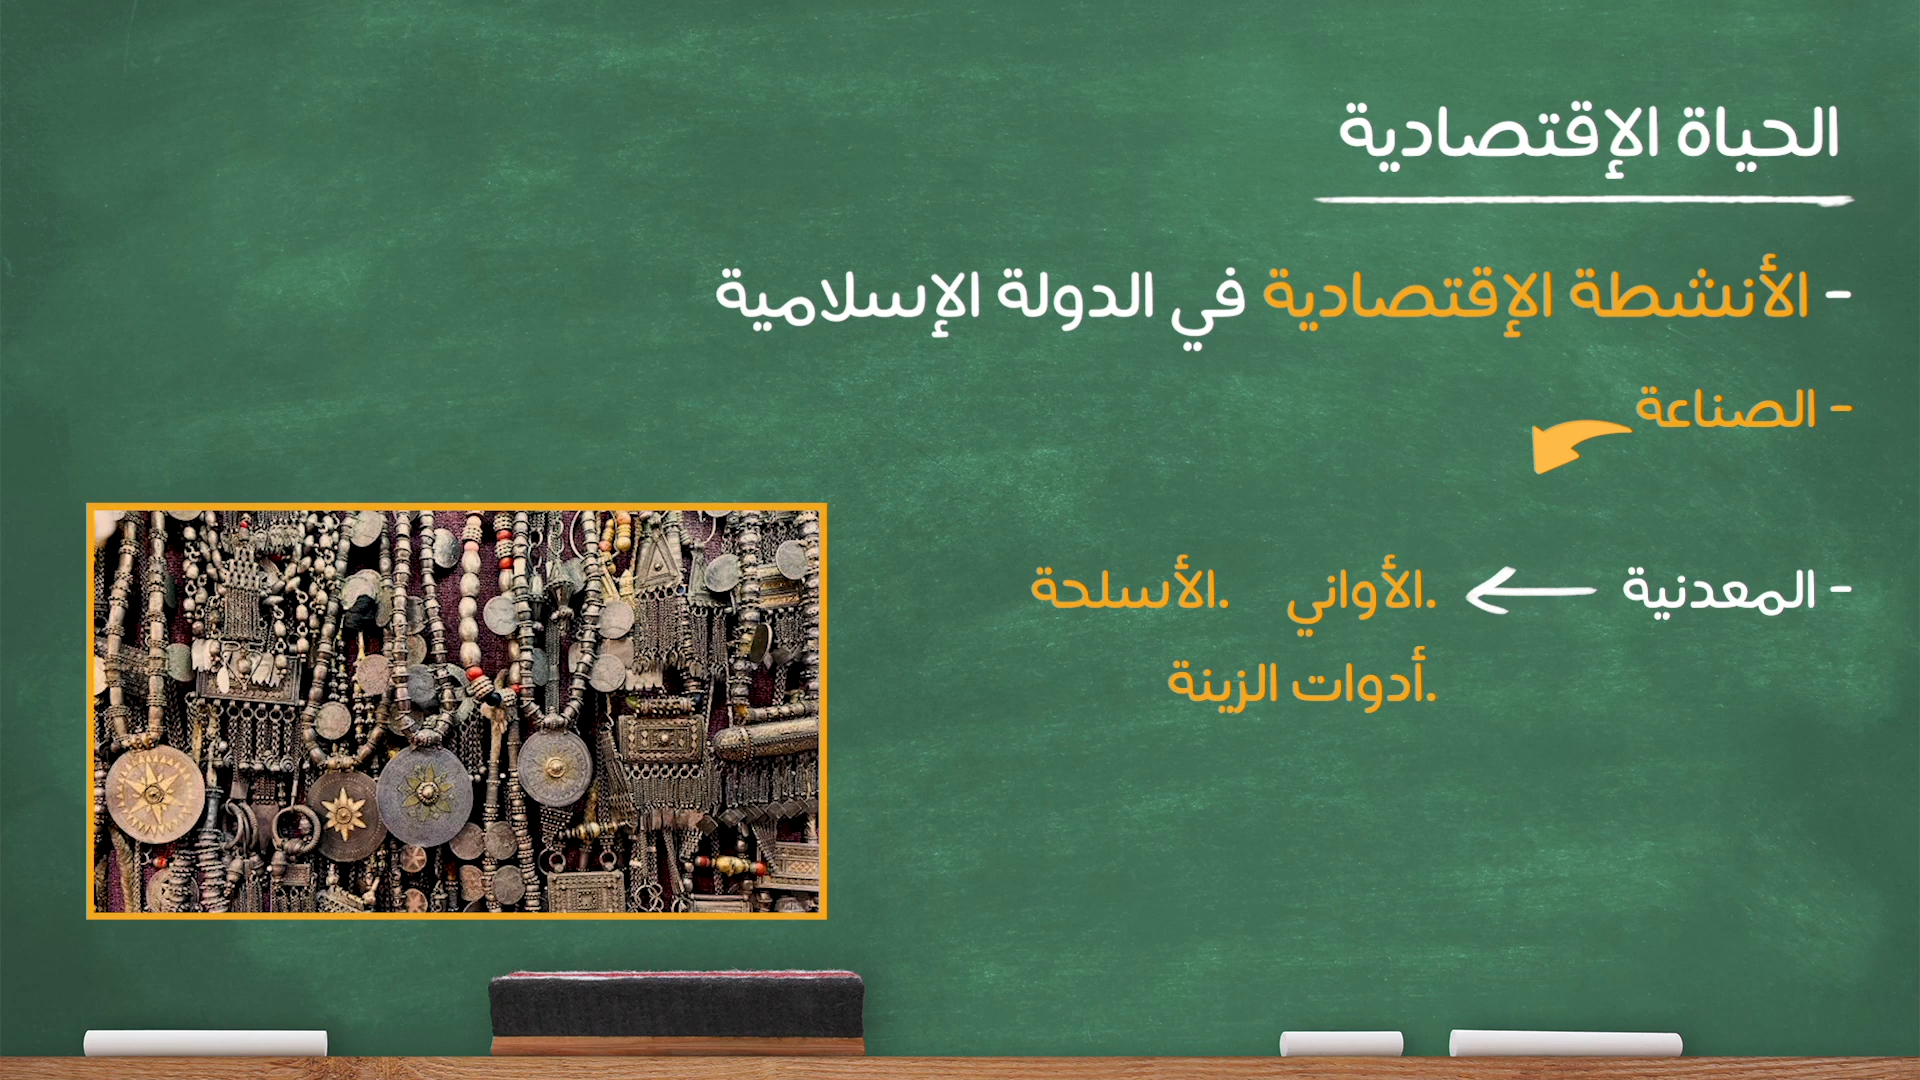 الحياة الإقتصادية
- الأنشطة الإقتصادية في الدولة الإسلامية
- الصناعة
- المعدنية .الأواني .الأسلحة
.أدوات الزينة